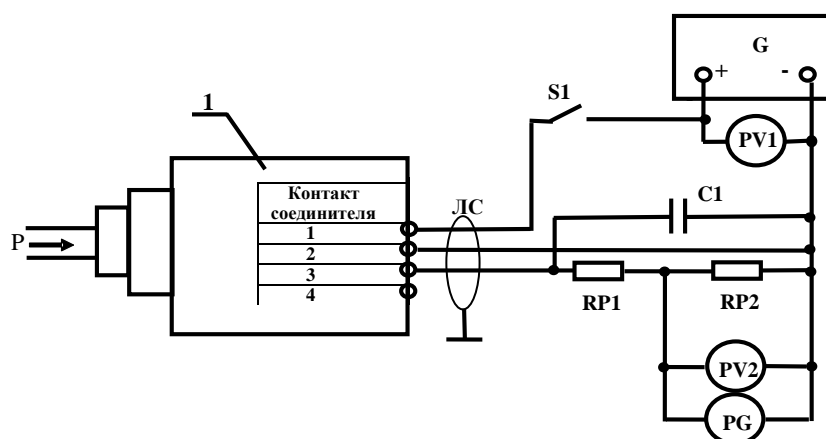 G
+ -
S1
1
PV1
Контакт
соединителя
ЛС
C1
1
P
2
3
4
RP1
RP2
PV2
PG